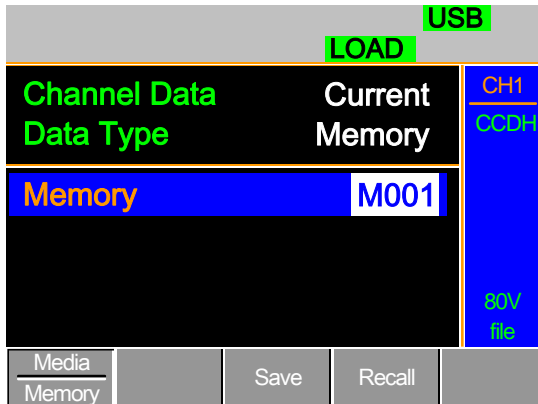 USB
LOAD
Channel Data Current
Data Type Memory
Memory M001
CH1
CCDH
80V
file
Media
Memory
Save
Recall